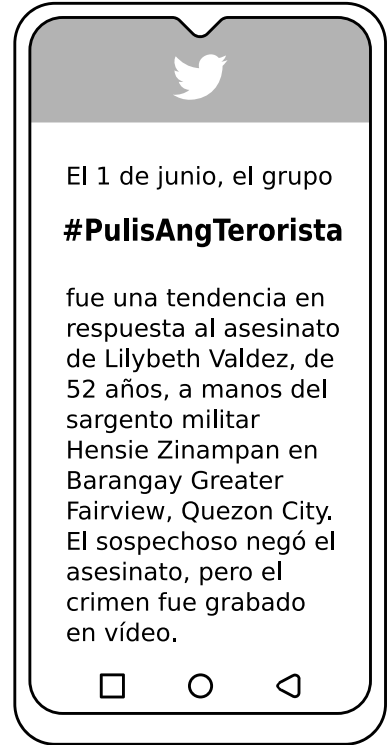 El 1 de junio, el grupo
#PulisAngTerorista
fue una tendencia en
respuesta al asesinato
de Lilybeth Valdez, de
52 años, a manos del
sargento militar
Hensie Zinampan en
Barangay Greater
Fairview, Quezon City.
El sospechoso negó el
asesinato, pero el
crimen fue grabado
en vídeo.